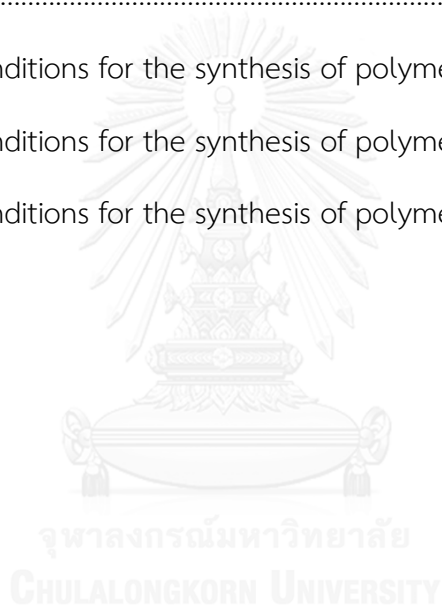 nditions for the synthesis of polyme
nditions for the synthesis of polyme
nditions for the synthesis of polyme
จุฬาลงกรณ์มหาวิทยาลัย
CHULALONGKORN UNIVERSITY